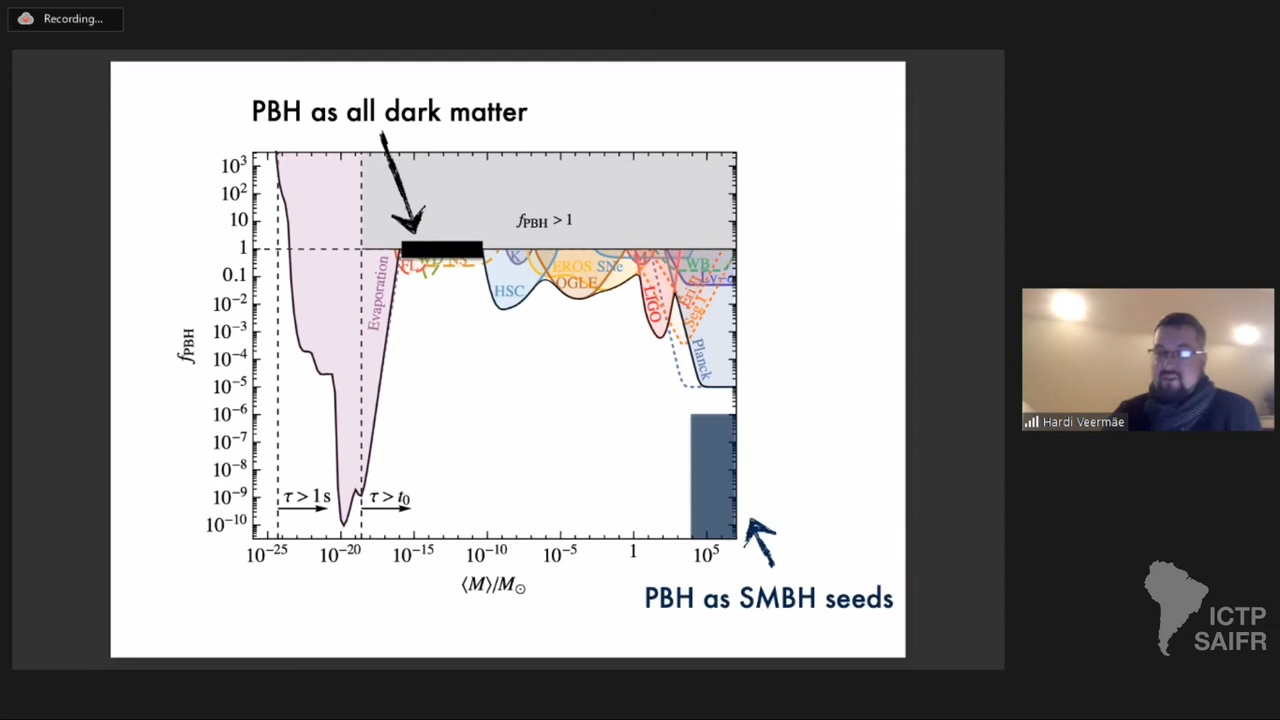 Recording...
PBH as all dark matter
10³
10²
10
1
0.1
10⁻²
10⁻³
10⁻⁴
10⁻⁵
10⁻⁶
10⁻⁷
10⁻⁸
10⁻⁹
10⁻¹⁰
f_PBH
f_PBH > 1
Evaporation
HSC
K
EROS
OGLE
SNe
LIGO
WB
Seg I
Planck
τ > 1 s
τ > t₀
10⁻²⁵
10⁻²⁰
10⁻¹⁵
10⁻¹⁰
10⁻⁵
1
10⁵
⟨M⟩/M☉
PBH as SMBH seeds
Hardi Veermäe
ICTP
SAIFR